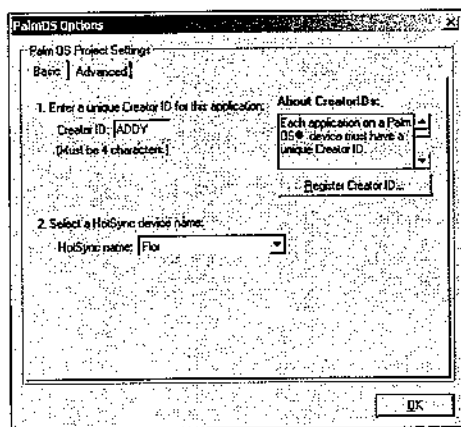 PalmOS Options
Palm OS Project Settings
Basic Advanced
1. Enter a unique Creator ID for this application:
Creator ID: ADDY
(Must be 4 characters.)
About CreatorIDs:
Each application on a Palm
OS® device must have a
unique Creator ID.
Register Creator ID...
2. Select a HotSync device name:
HotSync name: Flor
OK